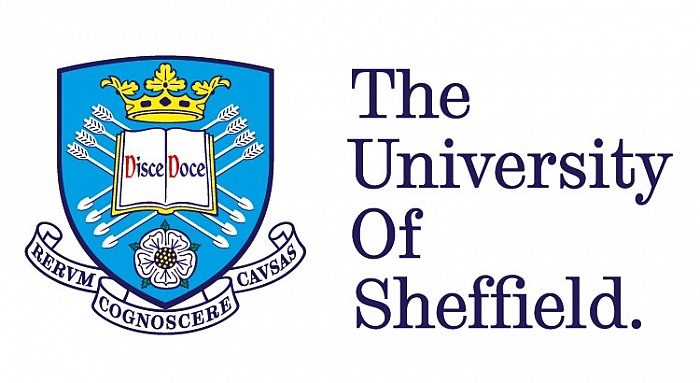 Disce Doce
RERVM
COGNOSCERE
CAVSAS
The
University
Of
Sheffield.